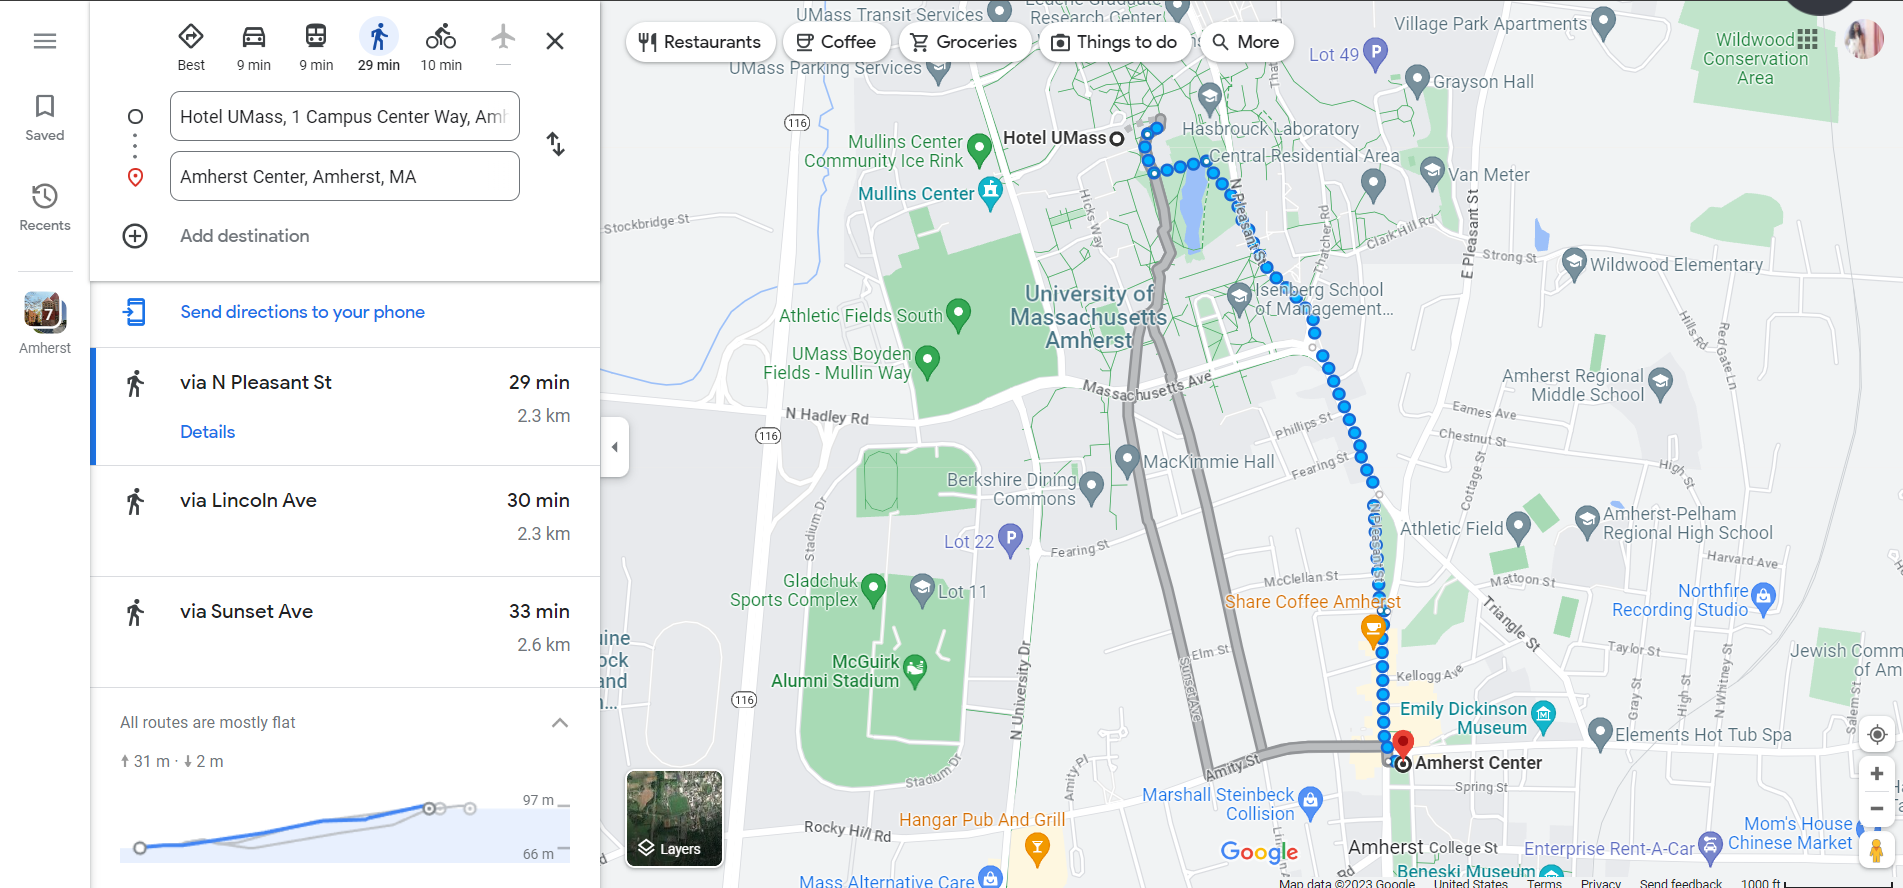 Saved
Recents
7
Amherst
Best
9 min
9 min
29 min
10 min
—
Hotel UMass, 1 Campus Center Way, Amh
Amherst Center, Amherst, MA
Add destination
Send directions to your phone
via N Pleasant St
29 min
2.3 km
Details
via Lincoln Ave
30 min
2.3 km
via Sunset Ave
33 min
2.6 km
All routes are mostly flat
31 m · 2 m
97 m
66 m
Restaurants
Coffee
Groceries
Things to do
More
UMass Transit Services
Research Center
UMass Parking Services
Lot 49
P
Village Park Apartments
Wildwood
Conservation
Area
Grayson Hall
116
Mullins Center
Community Ice Rink
Hotel UMass
Hasbrouck Laboratory
Central Residential Area
Van Meter
Mullins Center
Stockbridge St
Hicks Way
N Pleasant St
Thatcher Rd
Clark Hill Rd
E Pleasant St
Strong St
Wildwood Elementary
University of
Massachusetts
Amherst
Isenberg School
of Management...
Athletic Fields South
UMass Boyden
Fields - Mullin Way
Massachusetts Ave
Hills Rd
Red Gate Ln
Amherst Regional
Middle School
N Hadley Rd
116
Phillips St
Eames Ave
Chestnut St
Fearing St
MacKimmie Hall
Cottage St
High St
Berkshire Dining
Commons
Stadium Dr
N Pleasant St
Athletic Field
Amherst-Pelham
Regional High School
Lot 22
P
Fearing St
Harvard Ave
McClellan St
Mattoon St
Gladchuk
Sports Complex
Lot 11
Share Coffee Amherst
Triangle St
Northfire
Recording Studio
McGuirk
Alumni Stadium
N University Dr
Sunset Ave
Elm St
Kellogg Ave
Taylor St
Jewish Comm
of Am
Gray St
High St
N Whitney St
Salem St
116
Emily Dickinson
Museum
Elements Hot Tub Spa
Stadium Dr
Amity Pl
Amity St
Amherst Center
Spring St
Marshall Steinbeck
Collision
Rocky Hill Rd
Hangar Pub And Grill
Layers
Google
Amherst
College St
Enterprise Rent-A-Car
Mom's House
Chinese Market
Mass Alternative Care
Beneski Museum
Map data ©2023 Google
United States
Terms
Privacy
Send feedback
1000 ft